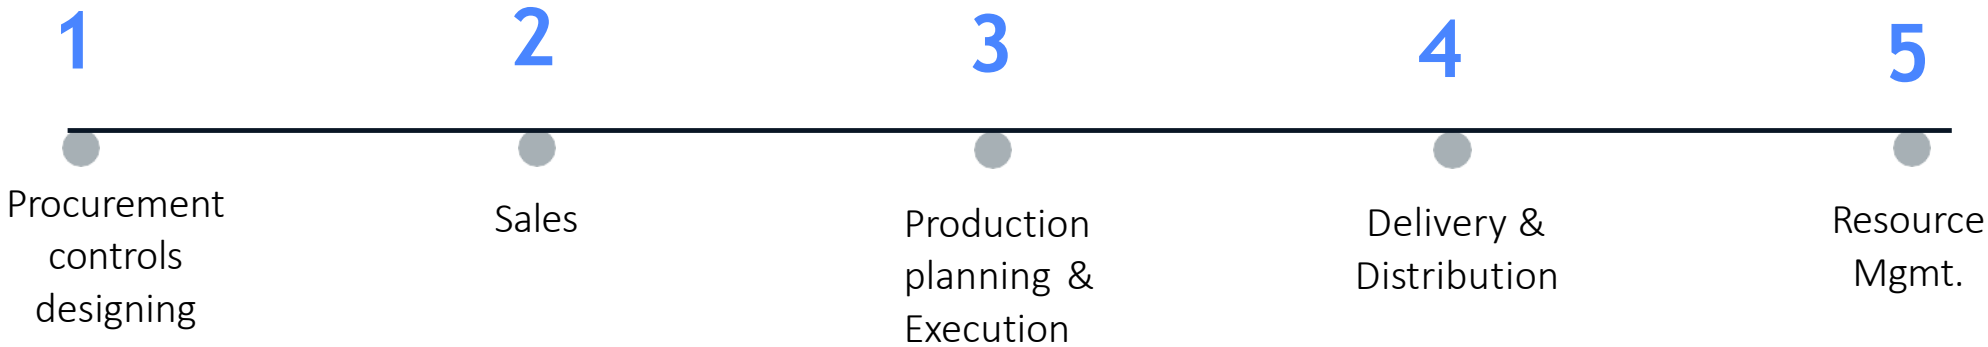 1
2
3
4
5
Procurement
controls
designing
Sales
Production
planning &
Execution
Delivery &
Distribution
Resource
Mgmt.